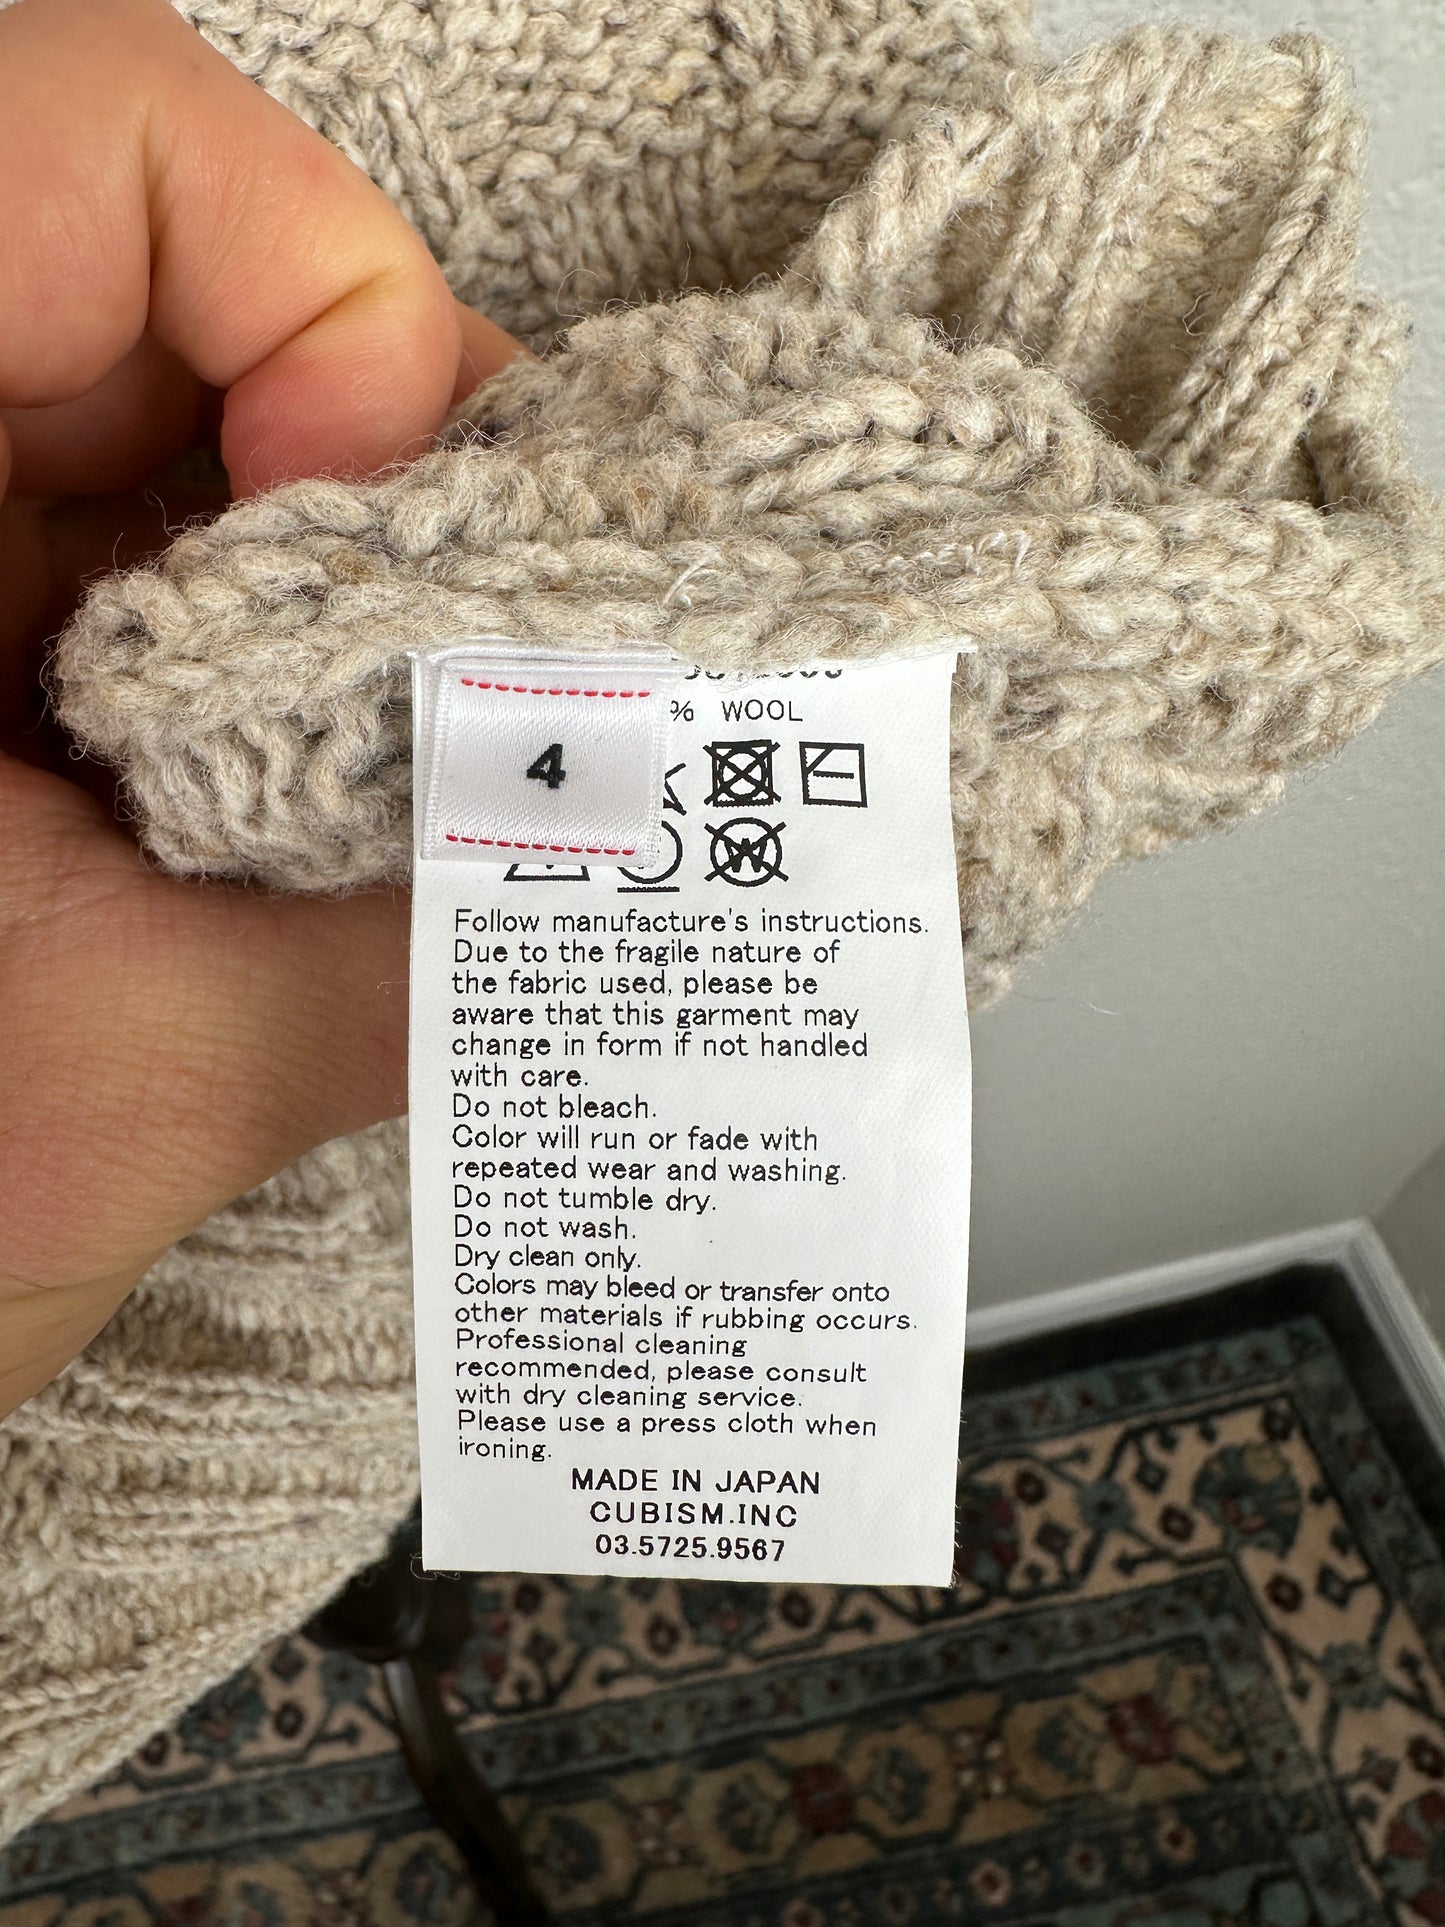 4
% WOOL
Follow manufacture's instructions.
Due to the fragile nature of
the fabric used, please be
aware that this garment may
change in form if not handled
with care.
Do not bleach.
Color will run or fade with
repeated wear and washing.
Do not tumble dry.
Do not wash.
Dry clean only.
Colors may bleed or transfer onto
other materials if rubbing occurs.
Professional cleaning
recommended, please consult
with dry cleaning service.
Please use a press cloth when
ironing.
MADE IN JAPAN
CUBISM.INC
03.5725.9567